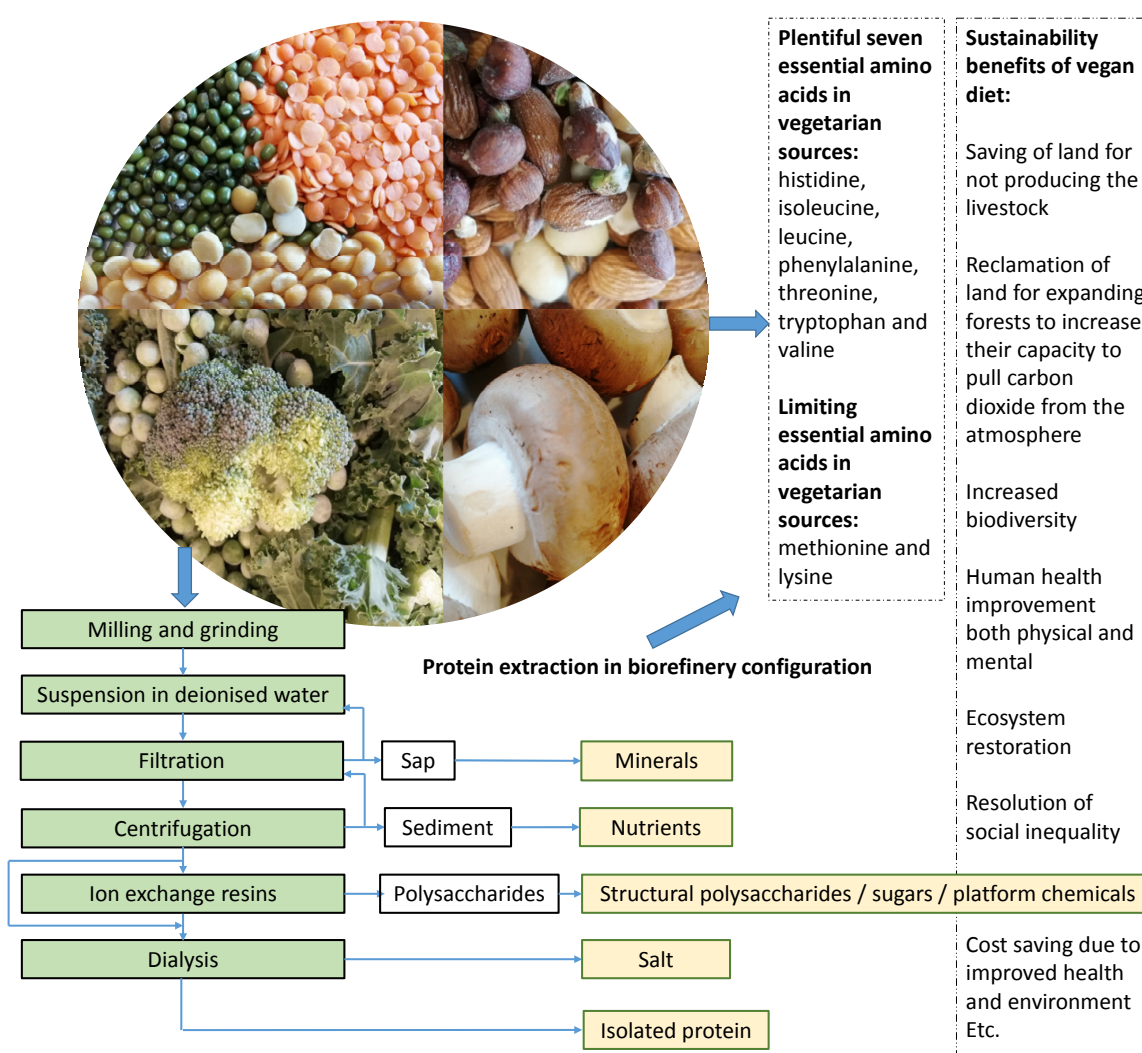 Plentiful seven
essential amino
acids in
vegetarian
sources:
histidine,
isoleucine,
leucine,
phenylalanine,
threonine,
tryptophan and
valine
Limiting
essential amino
acids in
vegetarian
sources:
methionine and
lysine
Sustainability
benefits of vegan
diet:
Saving of land for
not producing the
livestock
Reclamation of
land for expanding
forests to increase
their capacity to
pull carbon
dioxide from the
atmosphere
Increased
biodiversity
Human health
improvement
both physical and
mental
Ecosystem
restoration
Resolution of
social inequality
Cost saving due to
improved health
and environment
Etc.
Protein extraction in biorefinery configuration
Milling and grinding
Suspension in deionised water
Filtration
Sap
Minerals
Centrifugation
Sediment
Nutrients
Ion exchange resins
Polysaccharides
Structural polysaccharides / sugars / platform chemicals
Dialysis
Salt
Isolated protein